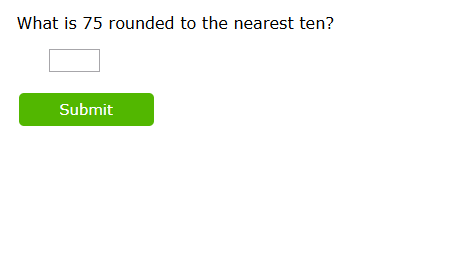 What is 75 rounded to the nearest ten?
Submit